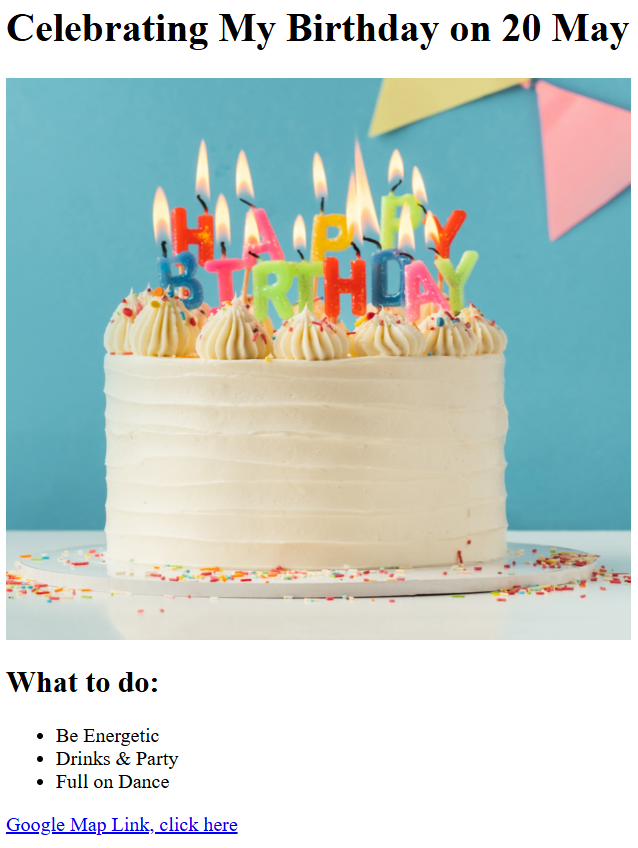 Celebrating My Birthday on 20 May
HAPPY
BIRTHDAY
What to do:
Be Energetic
Drinks & Party
Full on Dance
Google Map Link, click here